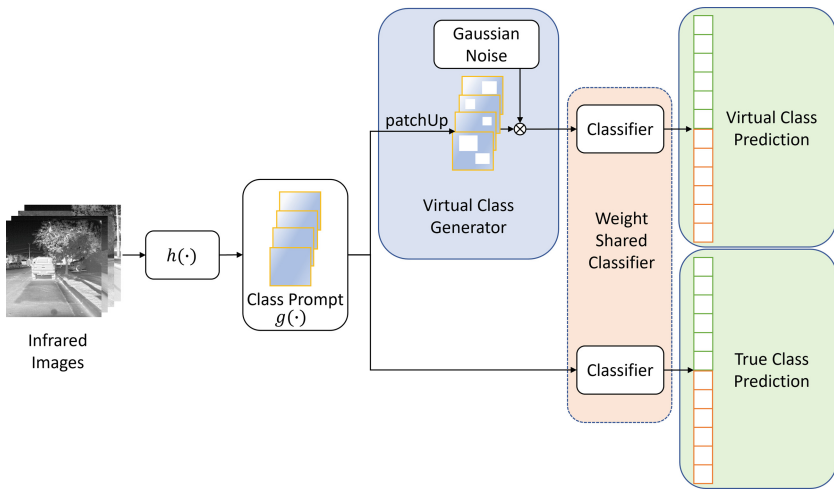 Gaussian
Noise
patchUp
Virtual Class
Generator
Classifier
Virtual Class
Prediction
Weight
Shared
Classifier
h(·)
Class Prompt
g(·)
Infrared
Images
Classifier
True Class
Prediction